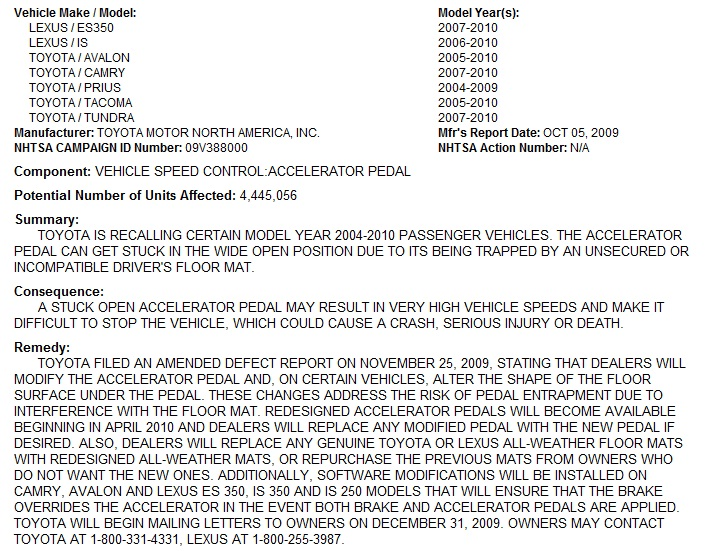 Vehicle Make / Model: Model Year(s):
LEXUS / ES350 2007-2010
LEXUS / IS 2006-2010
TOYOTA / AVALON 2005-2010
TOYOTA / CAMRY 2007-2010
TOYOTA / PRIUS 2004-2009
TOYOTA / TACOMA 2005-2010
TOYOTA / TUNDRA 2007-2010
Manufacturer: TOYOTA MOTOR NORTH AMERICA, INC. Mfr's Report Date: OCT 05, 2009
NHTSA CAMPAIGN ID Number: 09V388000 NHTSA Action Number: N/A
Component: VEHICLE SPEED CONTROL:ACCELERATOR PEDAL
Potential Number of Units Affected: 4,445,056
Summary:
TOYOTA IS RECALLING CERTAIN MODEL YEAR 2004-2010 PASSENGER VEHICLES. THE ACCELERATOR
PEDAL CAN GET STUCK IN THE WIDE OPEN POSITION DUE TO ITS BEING TRAPPED BY AN UNSECURED OR
INCOMPATIBLE DRIVER'S FLOOR MAT.
Consequence:
A STUCK OPEN ACCELERATOR PEDAL MAY RESULT IN VERY HIGH VEHICLE SPEEDS AND MAKE IT
DIFFICULT TO STOP THE VEHICLE, WHICH COULD CAUSE A CRASH, SERIOUS INJURY OR DEATH.
Remedy:
TOYOTA FILED AN AMENDED DEFECT REPORT ON NOVEMBER 25, 2009, STATING THAT DEALERS WILL
MODIFY THE ACCELERATOR PEDAL AND, ON CERTAIN VEHICLES, ALTER THE SHAPE OF THE FLOOR
SURFACE UNDER THE PEDAL. THESE CHANGES ADDRESS THE RISK OF PEDAL ENTRAPMENT DUE TO
INTERFERENCE WITH THE FLOOR MAT. REDESIGNED ACCELERATOR PEDALS WILL BECOME AVAILABLE
BEGINNING IN APRIL 2010 AND DEALERS WILL REPLACE ANY MODIFIED PEDAL WITH THE NEW PEDAL IF
DESIRED. ALSO, DEALERS WILL REPLACE ANY GENUINE TOYOTA OR LEXUS ALL-WEATHER FLOOR MATS
WITH REDESIGNED ALL-WEATHER MATS, OR REPURCHASE THE PREVIOUS MATS FROM OWNERS WHO
DO NOT WANT THE NEW ONES. ADDITIONALLY, SOFTWARE MODIFICATIONS WILL BE INSTALLED ON
CAMRY, AVALON AND LEXUS ES 350, IS 350 AND IS 250 MODELS THAT WILL ENSURE THAT THE BRAKE
OVERRIDES THE ACCELERATOR IN THE EVENT BOTH BRAKE AND ACCELERATOR PEDALS ARE APPLIED.
TOYOTA WILL BEGIN MAILING LETTERS TO OWNERS ON DECEMBER 31, 2009. OWNERS MAY CONTACT
TOYOTA AT 1-800-331-4331, LEXUS AT 1-800-255-3987.